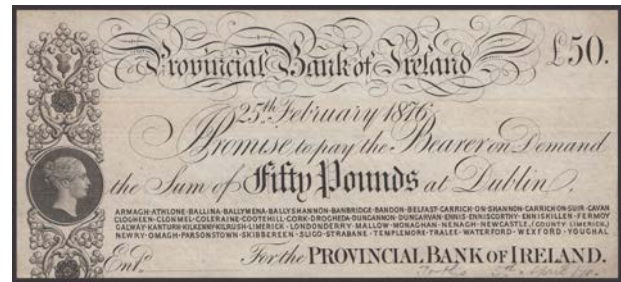 Provincial Bank of Ireland £50.
25th February 1876.
Promise to pay the Bearer on Demand
the Sum of Fifty Pounds at Dublin.
ARMAGH·ATHLONE·BALLINA·BALLYMENA·BALLYSHANNON·BANBRIDGE·BANDON·BELFAST·CARRICK ON SHANNON·CARRICK ON SUIR·CAVAN
CLOGHEEN·CLONMEL·COLERAINE·COOTEHILL·CORK·DROGHEDA·DUNGANNON·DUNGARVAN·ENNIS·ENNISCORTHY·ENNISKILLEN·FERMOY
GALWAY·KANTURK·KILKENNY·KILRUSH·LIMERICK·LONDONDERRY·MALLOW·MONAGHAN·NENAGH·NEWCASTLE, (COUNTY LIMERICK,)
NEWRY·OMAGH·PARSONSTOWN·SKIBBEREEN·SLIGO·STRABANE·TEMPLEMORE·TRALEE·WATERFORD·WEXFORD·YOUGHAL
Entd. For the PROVINCIAL BANK OF IRELAND.